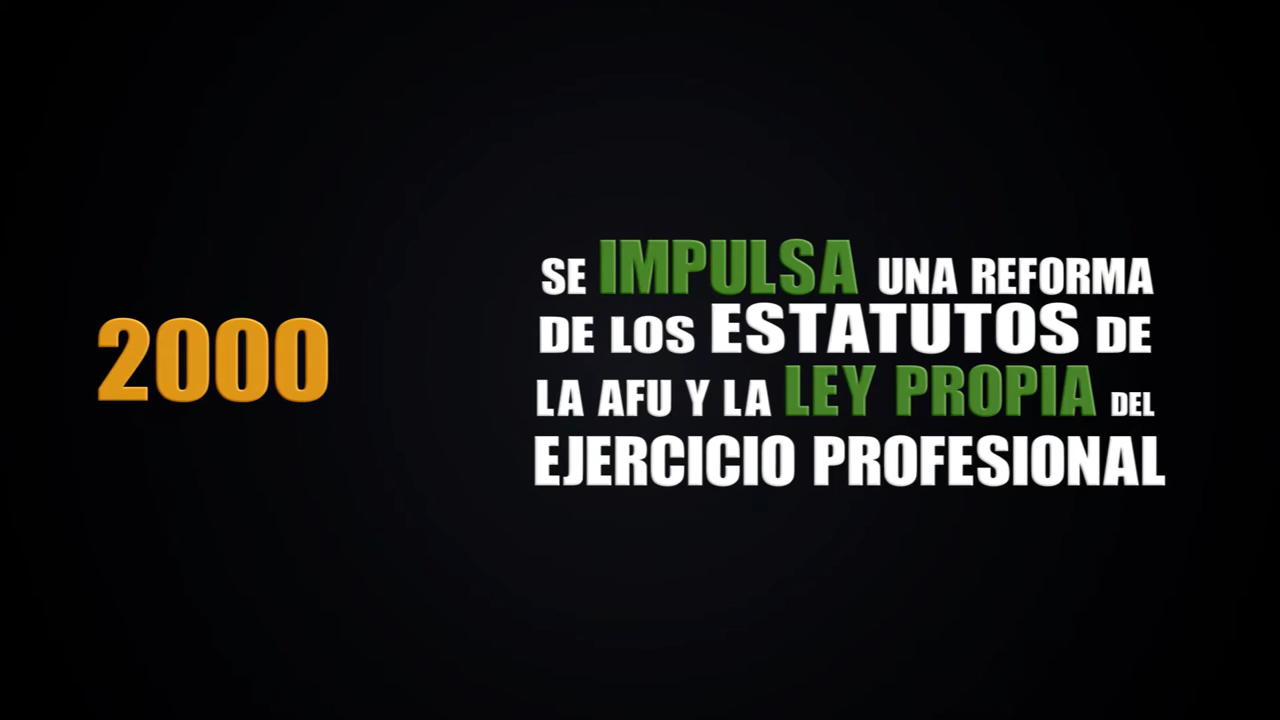 2000
SE IMPULSA UNA REFORMA
DE LOS ESTATUTOS DE
LA AFU Y LA LEY PROPIA DEL
EJERCICIO PROFESIONAL